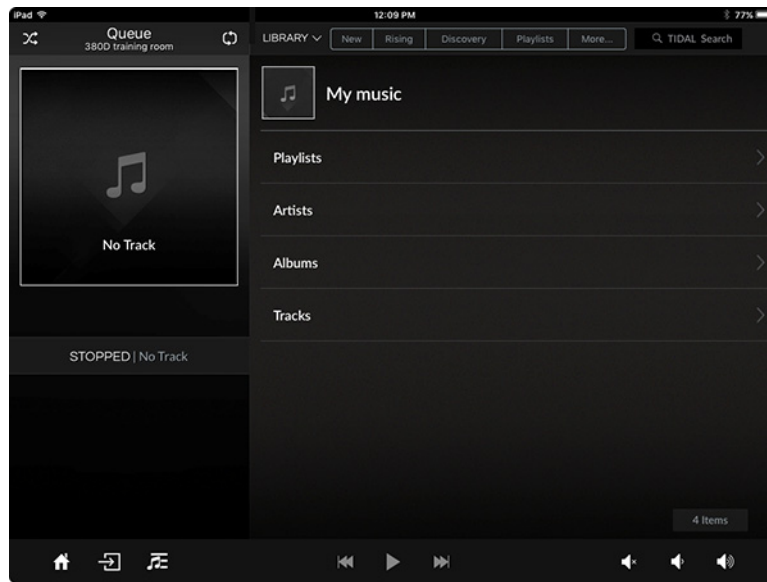 iPad 12:09 PM 77%
Queue
380D training room
LIBRARY New Rising Discovery Playlists More... TIDAL Search
No Track
STOPPED | No Track
My music
Playlists
Artists
Albums
Tracks
4 Items